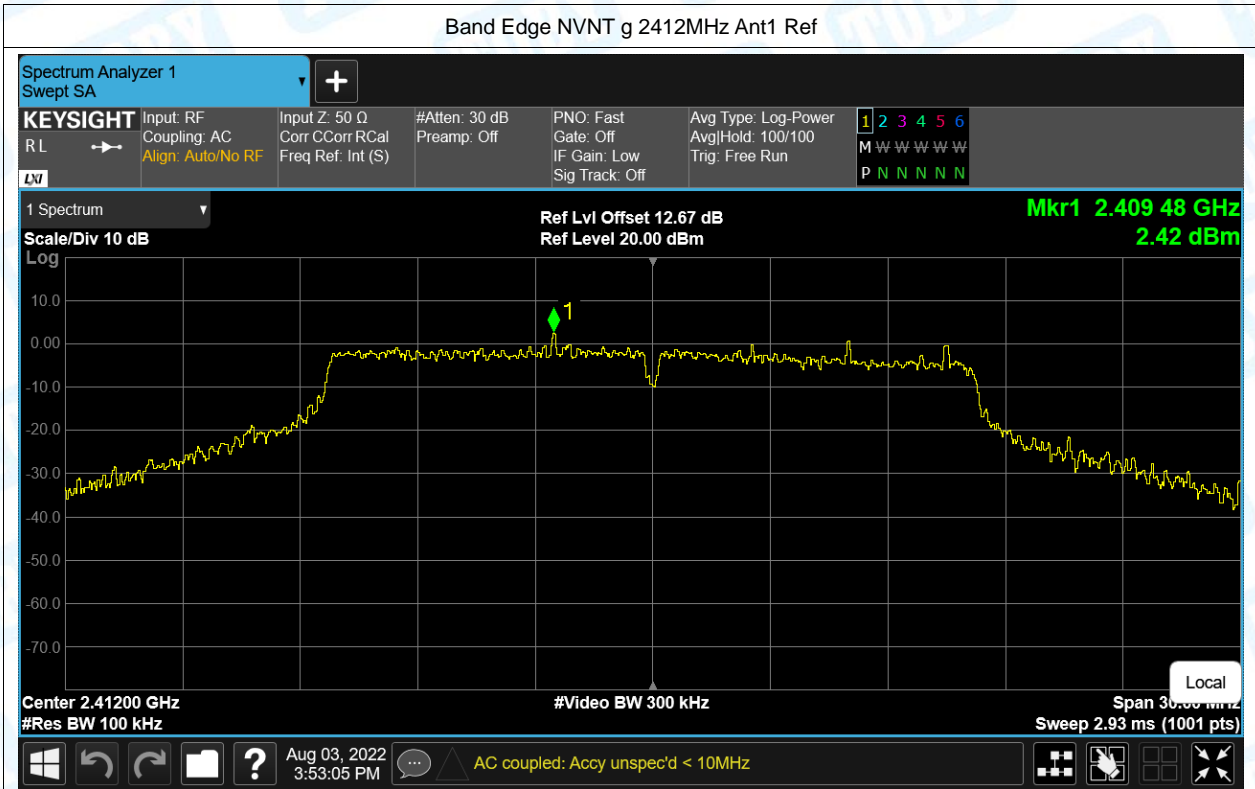 Band Edge NVNT g 2412MHz Ant1 Ref
Spectrum Analyzer 1
Swept SA
KEYSIGHT
R L
LXI
Input: RF
Coupling: AC
Align: Auto/No RF
Input Z: 50 Ω
Corr CCorr RCal
Freq Ref: Int (S)
#Atten: 30 dB
Preamp: Off
PNO: Fast
Gate: Off
IF Gain: Low
Sig Track: Off
Avg Type: Log-Power
Avg|Hold: 100/100
Trig: Free Run
1 2 3 4 5 6
M W W W W W
P N N N N N
1 Spectrum
Scale/Div 10 dB
Log
Ref Lvl Offset 12.67 dB
Ref Level 20.00 dBm
Mkr1 2.409 48 GHz
2.42 dBm
1
10.0
0.00
-10.0
-20.0
-30.0
-40.0
-50.0
-60.0
-70.0
Local
Center 2.41200 GHz
#Video BW 300 kHz
Span 30.00 MHz
#Res BW 100 kHz
Sweep 2.93 ms (1001 pts)
?
Aug 03, 2022
3:53:05 PM
AC coupled: Accy unspec'd < 10MHz